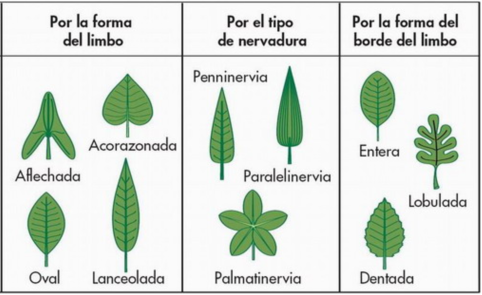 Por la forma
del limbo
Por el tipo
de nervadura
Por la forma del
borde del limbo
Aflechada
Acorazonada
Oval
Lanceolada
Penninervia
Paralelinervia
Palmatinervia
Entera
Lobulada
Dentada